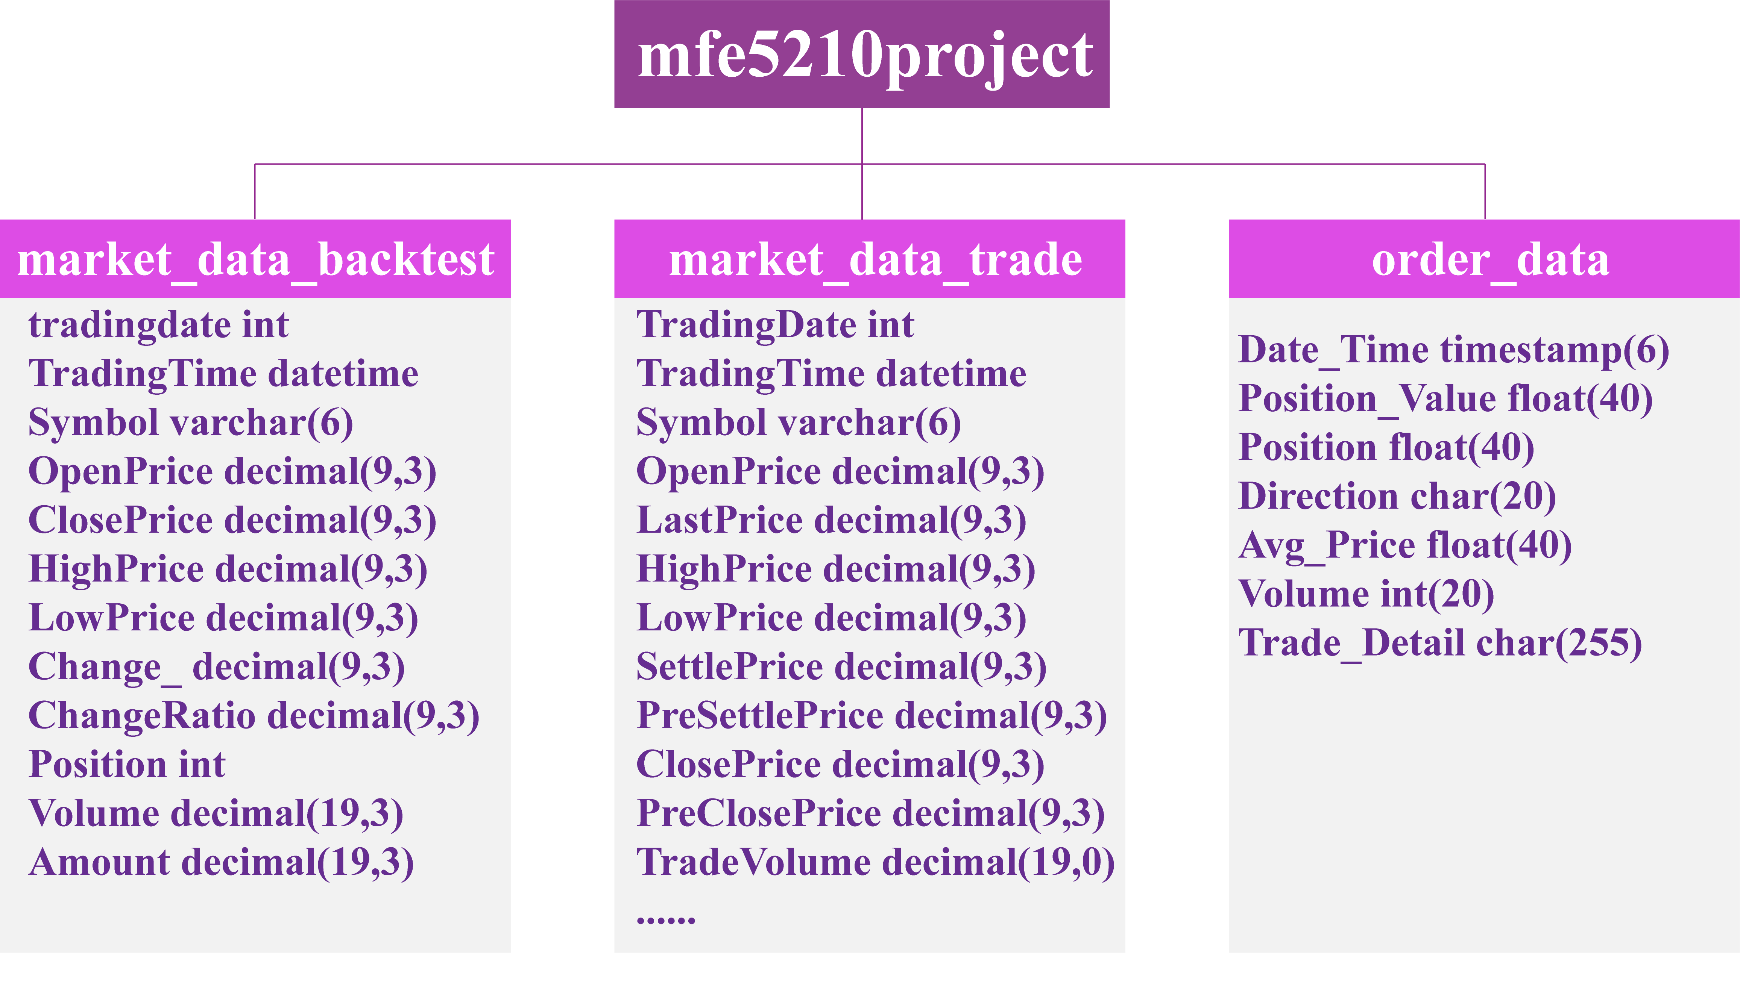 mfe5210project
market_data_backtest
tradingdate int
TradingTime datetime
Symbol varchar(6)
OpenPrice decimal(9,3)
ClosePrice decimal(9,3)
HighPrice decimal(9,3)
LowPrice decimal(9,3)
Change_ decimal(9,3)
ChangeRatio decimal(9,3)
Position int
Volume decimal(19,3)
Amount decimal(19,3)
market_data_trade
TradingDate int
TradingTime datetime
Symbol varchar(6)
OpenPrice decimal(9,3)
LastPrice decimal(9,3)
HighPrice decimal(9,3)
LowPrice decimal(9,3)
SettlePrice decimal(9,3)
PreSettlePrice decimal(9,3)
ClosePrice decimal(9,3)
PreClosePrice decimal(9,3)
TradeVolume decimal(19,0)
......
order_data
Date_Time timestamp(6)
Position_Value float(40)
Position float(40)
Direction char(20)
Avg_Price float(40)
Volume int(20)
Trade_Detail char(255)